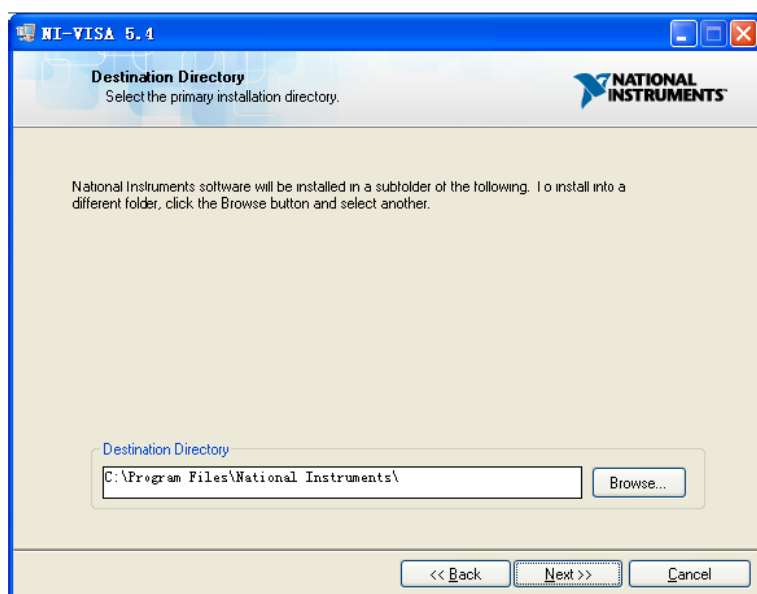 NI-VISA 5.4
Destination Directory
Select the primary installation directory.
NATIONAL
INSTRUMENTS
National Instruments software will be installed in a subfolder of the following. To install into a
different folder, click the Browse button and select another.
Destination Directory
C:\Program Files\National Instruments\
Browse...
<< Back
Next >>
Cancel